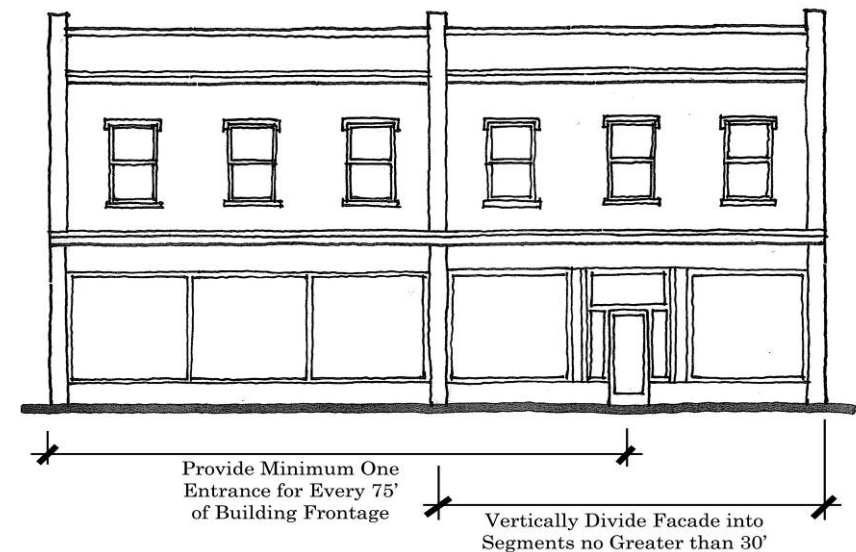 Provide Minimum One
Entrance for Every 75’
of Building Frontage
Vertically Divide Facade into
Segments no Greater than 30’